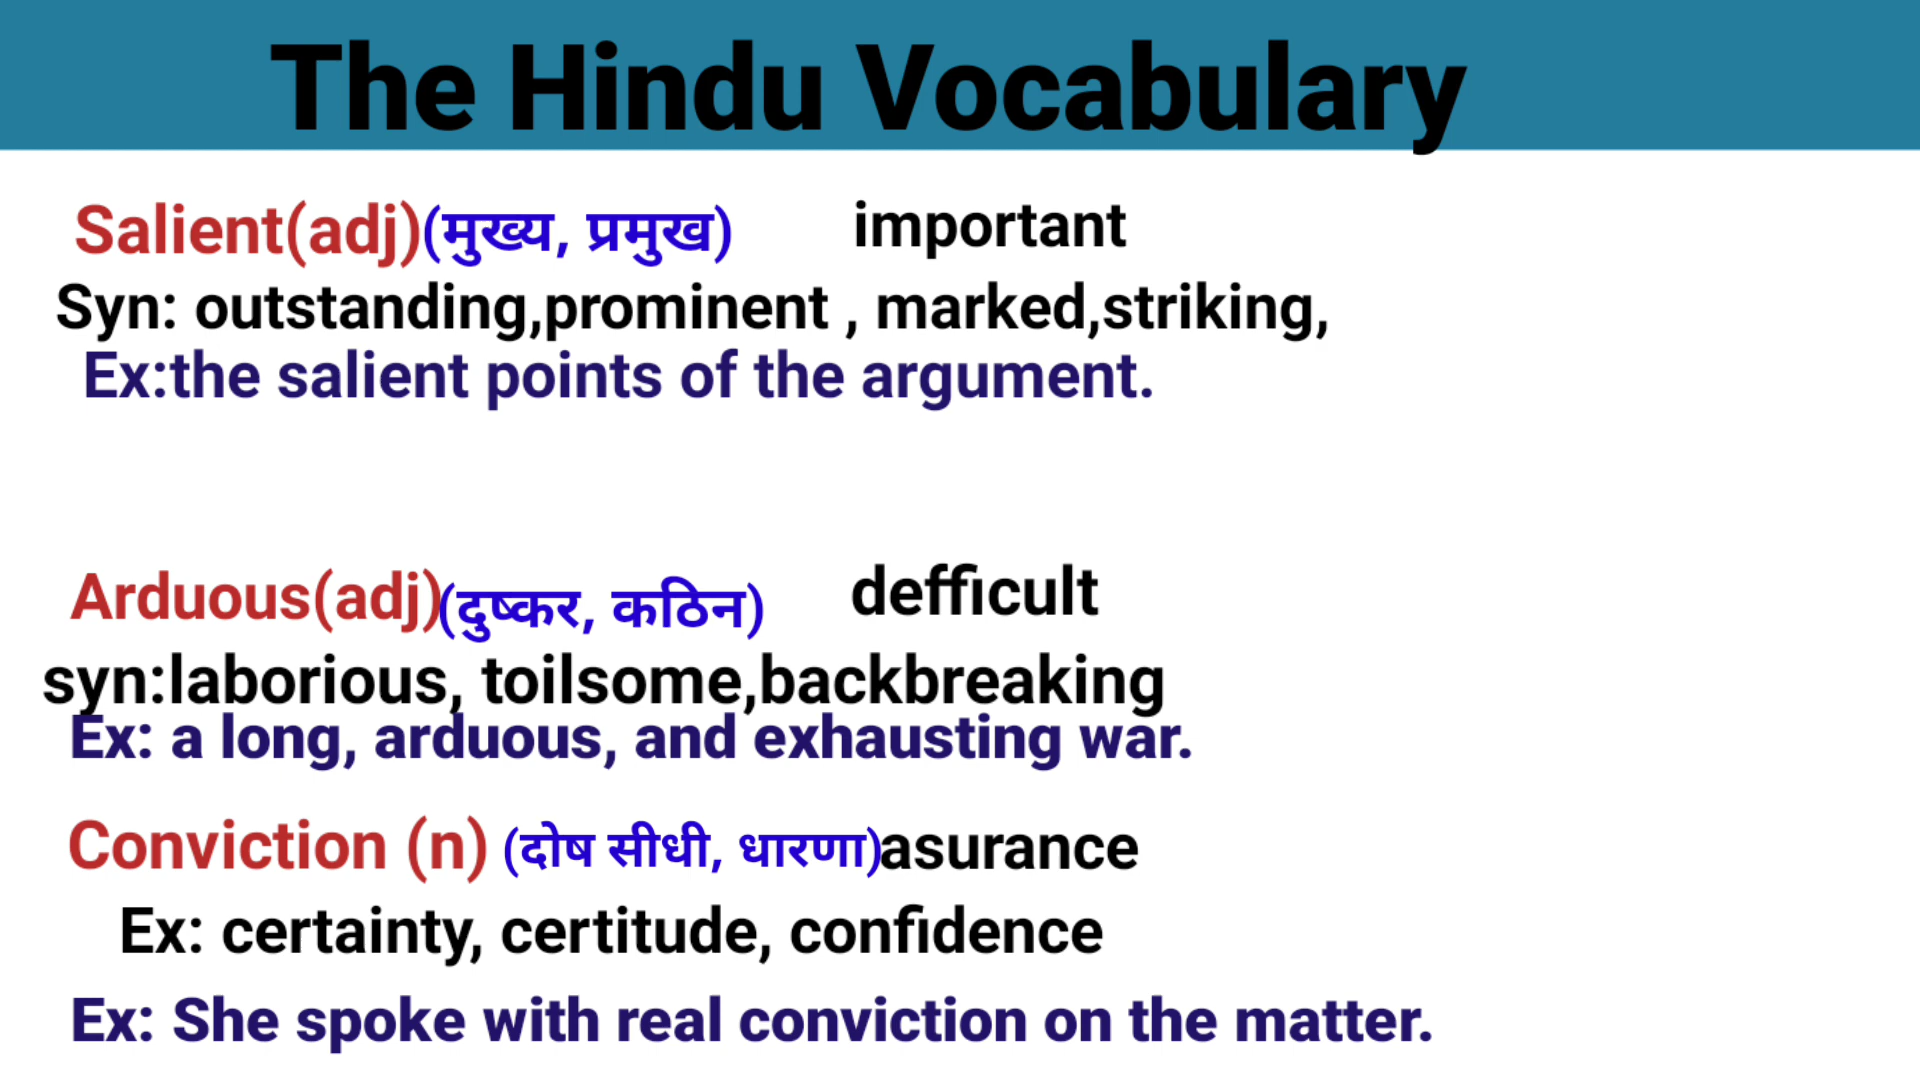 The Hindu Vocabulary
Salient(adj)(मुख्य, प्रमुख) important
Syn: outstanding,prominent , marked,striking,
Ex:the salient points of the argument.
Arduous(adj)(दुष्कर, कठिन) defficult
syn:laborious, toilsome,backbreaking
Ex: a long, arduous, and exhausting war.
Conviction (n) (दोष सीधी, धारणा)asurance
Ex: certainty, certitude, confidence
Ex: She spoke with real conviction on the matter.